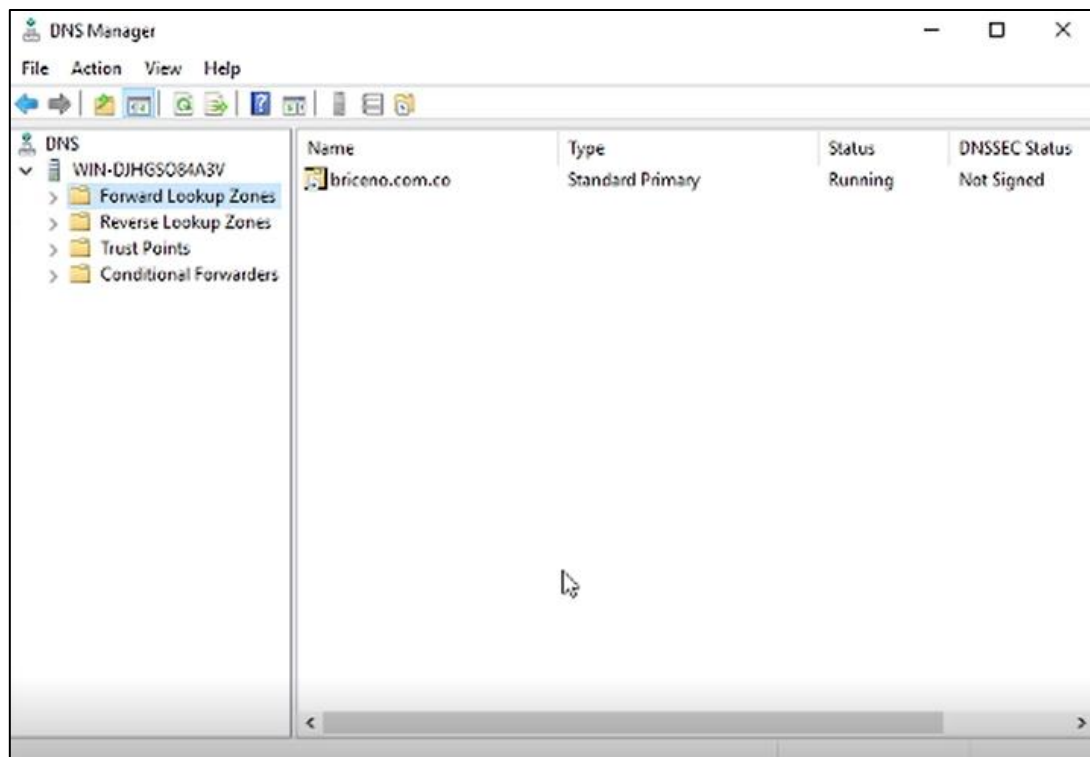 DNS Manager
File Action View Help
DNS
WIN-DJHGSO84A3V
Forward Lookup Zones
Reverse Lookup Zones
Trust Points
Conditional Forwarders
Name Type Status DNSSEC Status
briceno.com.co Standard Primary Running Not Signed